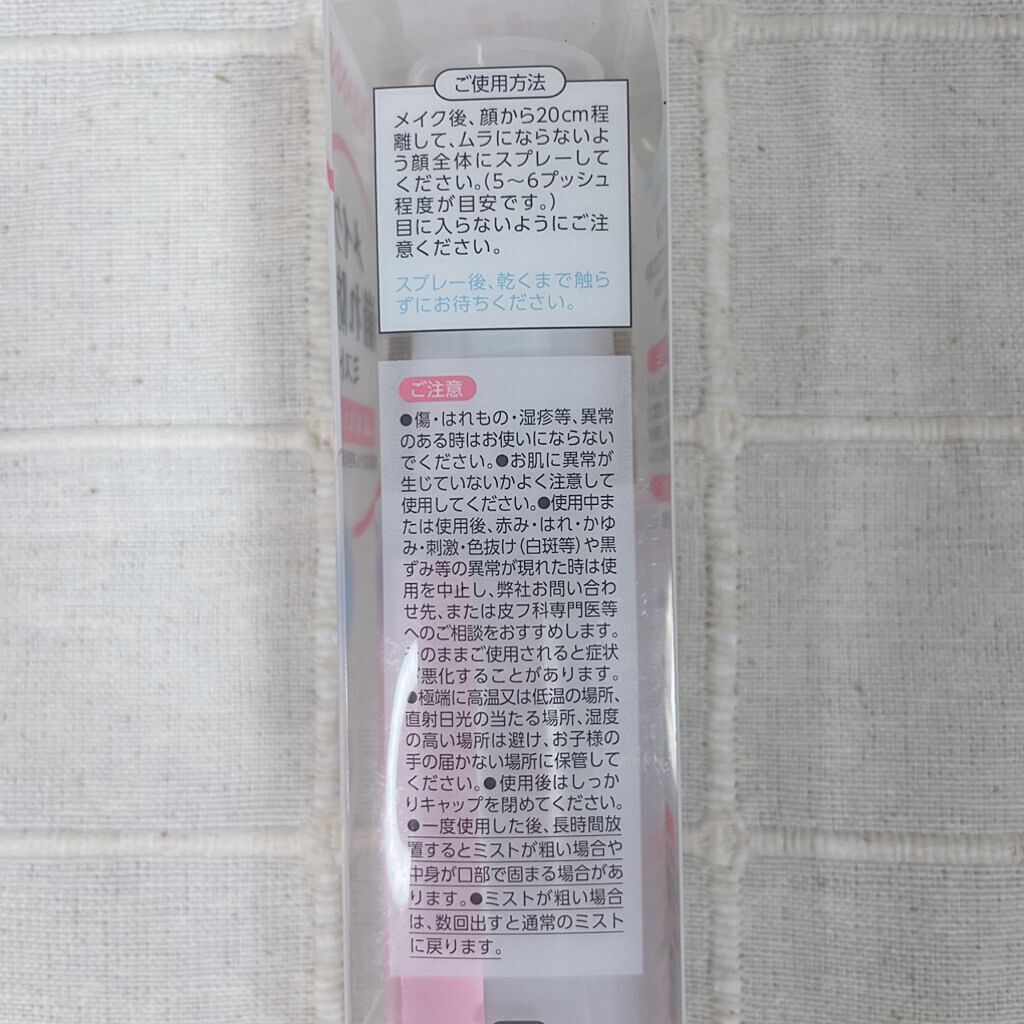 ご使用方法
メイク後、顔から20cm程
離して、ムラにならないよ
う顔全体にスプレーして
ください。(5〜6プッシュ
程度が目安です。)
目に入らないようにご注
意ください。
スプレー後、乾くまで触ら
ずにお待ちください。
ご注意
●傷・はれもの・湿疹等、異常
のある時はお使いにならない
でください。●お肌に異常が
生じていないかよく注意して
使用してください。●使用中ま
たは使用後、赤み・はれ・かゆ
み・刺激・色抜け(白斑等)や黒
ずみ等の異常が現れた時は使
用を中止し、弊社お問い合わ
せ先、または皮フ科専門医等
へのご相談をおすすめします。
そのままご使用されると症状
が悪化することがあります。
●極端に高温又は低温の場所、
直射日光の当たる場所、湿度
の高い場所は避け、お子様の
手の届かない場所に保管して
ください。●使用後はしっか
りキャップを閉めてください。
●一度使用した後、長時間放
置するとミストが粗い場合や
中身が口部で固まる場合があ
ります。●ミストが粗い場合
は、数回出すと通常のミスト
に戻ります。